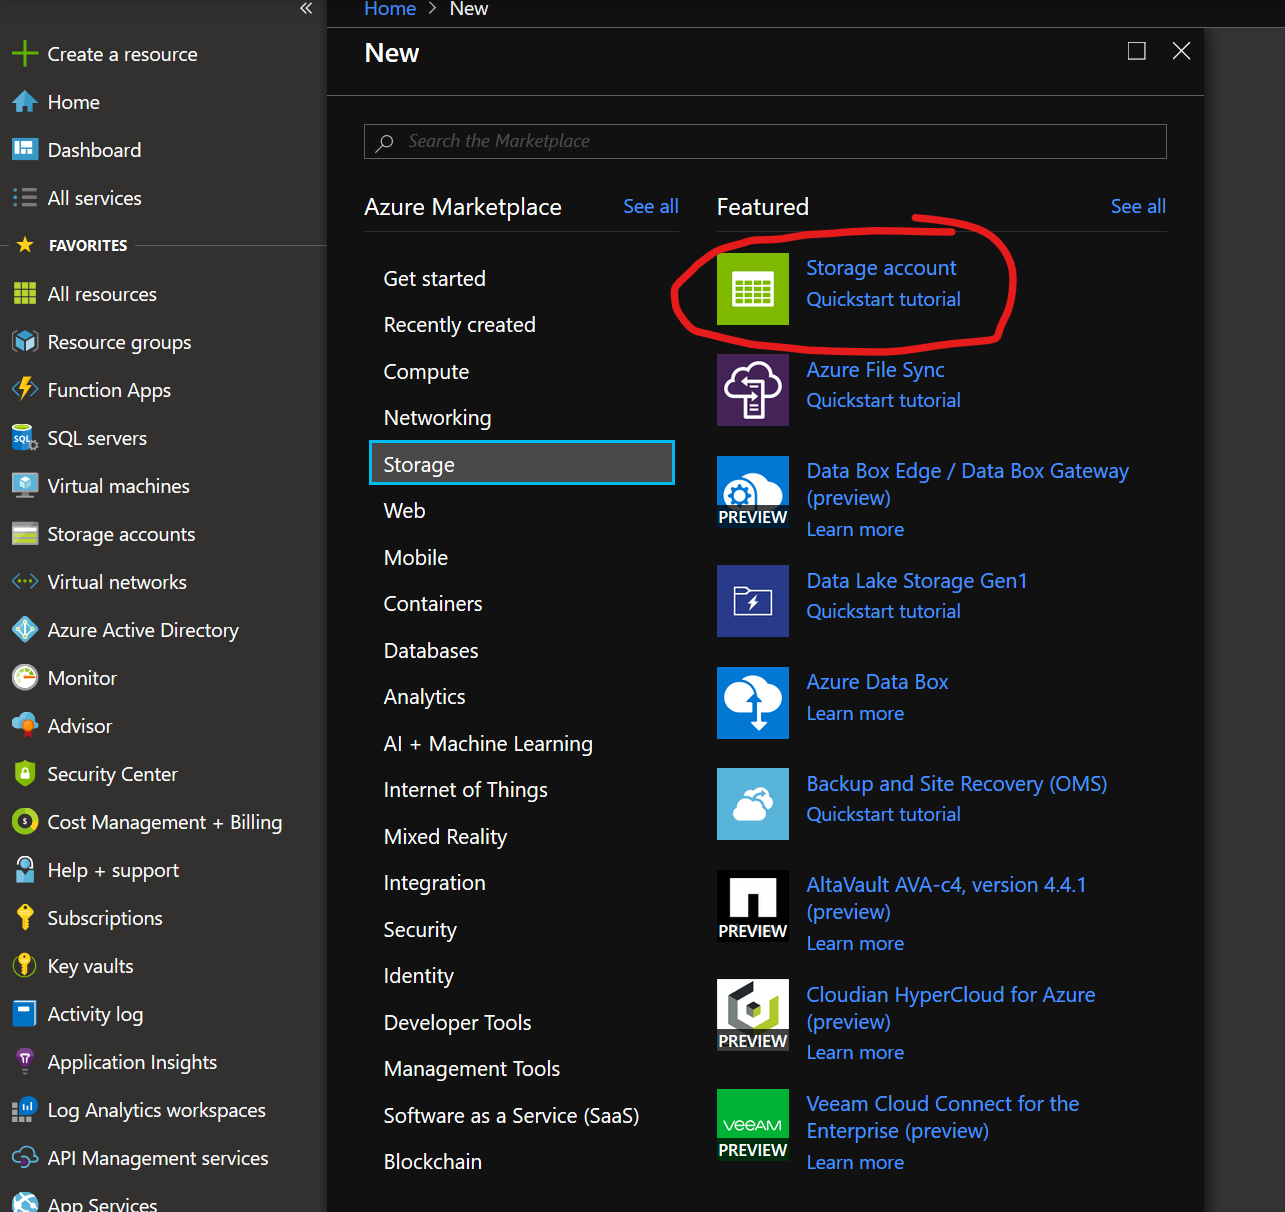 «
Home > New
New
Create a resource
Home
Dashboard
All services
FAVORITES
All resources
Resource groups
Function Apps
SQL
SQL servers
Virtual machines
Storage accounts
Virtual networks
Azure Active Directory
Monitor
Advisor
Security Center
$
Cost Management + Billing
Help + support
Subscriptions
Key vaults
Activity log
Application Insights
Log Analytics workspaces
API Management services
App Services
Search the Marketplace
Azure Marketplace
See all
Get started
Recently created
Compute
Networking
Storage
Web
Mobile
Containers
Databases
Analytics
AI + Machine Learning
Internet of Things
Mixed Reality
Integration
Security
Identity
Developer Tools
Management Tools
Software as a Service (SaaS)
Blockchain
Featured
See all
Storage account
Quickstart tutorial
Azure File Sync
Quickstart tutorial
PREVIEW
Data Box Edge / Data Box Gateway
(preview)
Learn more
Data Lake Storage Gen1
Quickstart tutorial
Azure Data Box
Learn more
Backup and Site Recovery (OMS)
Quickstart tutorial
PREVIEW
AltaVault AVA-c4, version 4.4.1
(preview)
Learn more
PREVIEW
Cloudian HyperCloud for Azure
(preview)
Learn more
veeAM
PREVIEW
Veeam Cloud Connect for the
Enterprise (preview)
Learn more